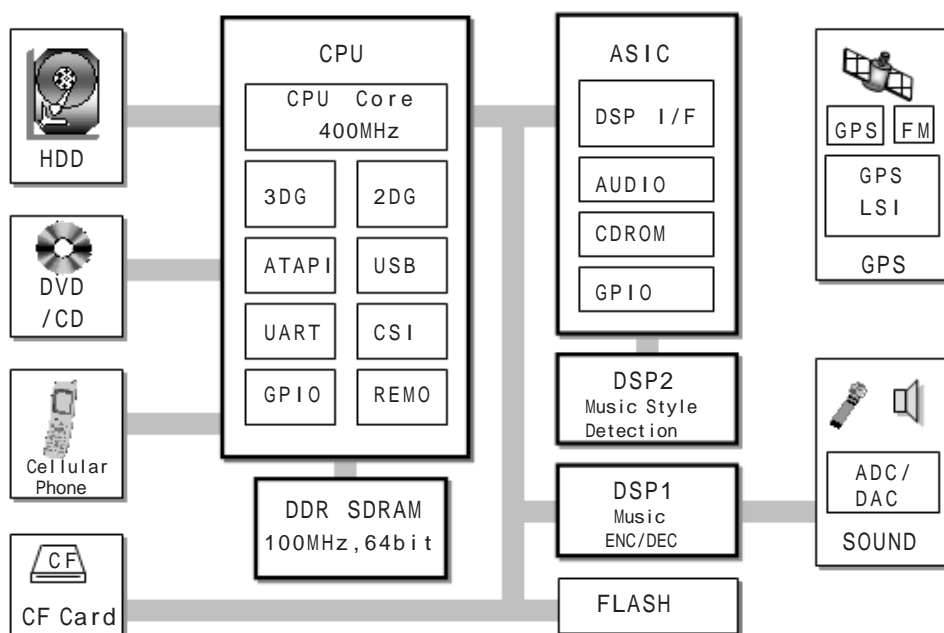 HDD
DVD
/CD
Cellular
Phone
CF
CF Card
CPU
CPU Core
400MHz
3DG
2DG
ATAPI
USB
UART
CSI
GPIO
REMO
DDR SDRAM
100MHz,64bit
ASIC
DSP I/F
AUDIO
CDROM
GPIO
DSP2
Music Style
Detection
DSP1
Music
ENC/DEC
FLASH
GPS
FM
GPS
LSI
GPS
ADC/
DAC
SOUND